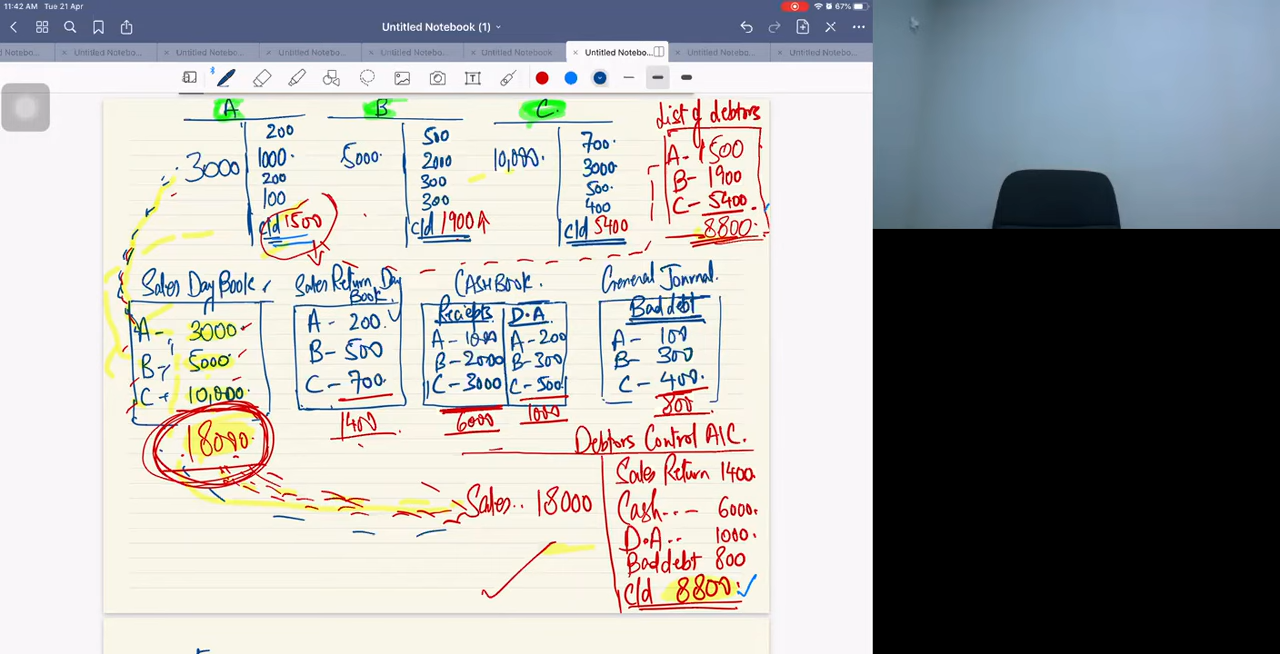 11:42 AM Tue 21 Apr
67%
Untitled Notebook (1)
Untitled Notebo...
A
3000
200
1000
200
100
c/d 1500
B
5000
500
2000
300
300
c/d 1900
C
10,000
700
3000
500
400
c/d 5400
List of debtors
A - 1500
B - 1900
C - 5400
8800
Sales Day Book
A - 3000
B - 5000
C - 10,000
18000
Sales Return Day
Book
A - 200
B - 500
C - 700
1400
CASH BOOK
Reciepts D.A
A - 1000 A - 200
B - 2000 B - 300
C - 3000 C - 500
6000 1000
General Journal
Bad debt
A - 100
B - 300
C - 400
800
Debtors Control A/C.
Sales .. 18000
Sales Return 1400
Cash ... 6000
D.A .. 1000
Bad debt 800
C/d 8800